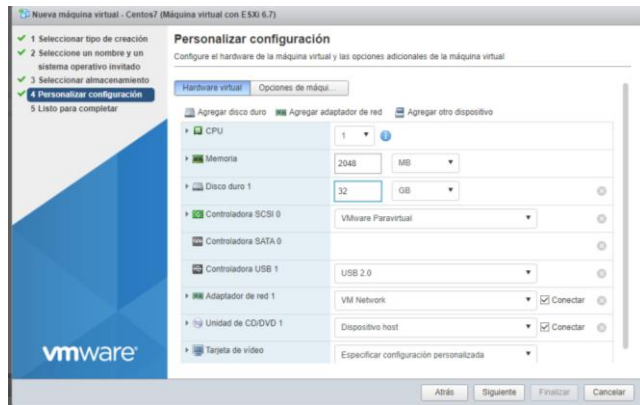 Nueva máquina virtual - Centos7 (Máquina virtual con ESXi 6.7)
1 Seleccionar tipo de creación
2 Seleccione un nombre y un
sistema operativo invitado
3 Seleccionar almacenamiento
4 Personalizar configuración
5 Listo para completar
vmware
Personalizar configuración
Configure el hardware de la máquina virtual y las opciones adicionales de la máquina virtual
Hardware virtual Opciones de máqui...
Agregar disco duro Agregar adaptador de red Agregar otro dispositivo
CPU 1
Memoria 2048 MB
Disco duro 1 32 GB
Controladora SCSI 0 VMware Paravirtual
Controladora SATA 0
Controladora USB 1 USB 2.0
Adaptador de red 1 VM Network Conectar
Unidad de CD/DVD 1 Dispositivo host Conectar
Tarjeta de vídeo Especificar configuración personalizada
Atrás Siguiente Finalizar Cancelar